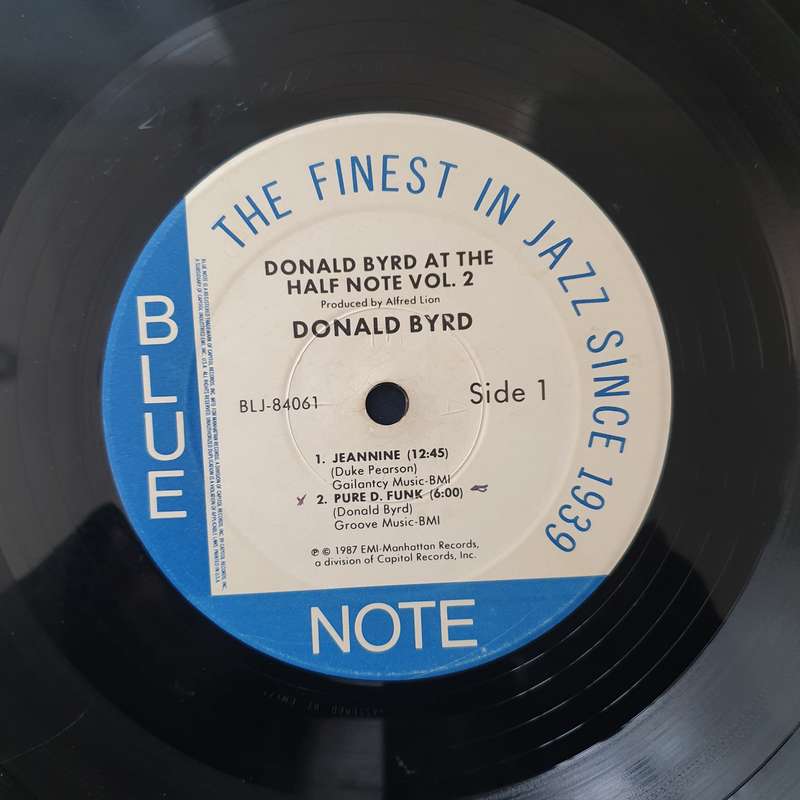 THE FINEST IN JAZZ SINCE 1939
DONALD BYRD AT THE
HALF NOTE VOL. 2
Produced by Alfred Lion
DONALD BYRD
BLJ-84061
Side 1
1. JEANNINE (12:45)
(Duke Pearson)
Gailantcy Music-BMI
2. PURE D. FUNK (6:00)
(Donald Byrd)
Groove Music-BMI
℗ © 1987 EMI-Manhattan Records,
a division of Capitol Records, Inc.
BLUE
NOTE